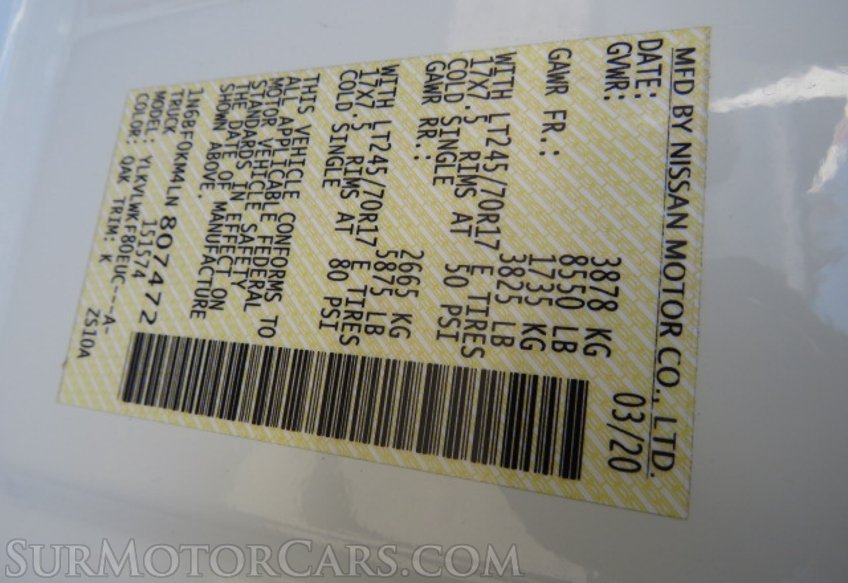 MFD BY NISSAN MOTOR CO., LTD.
DATE: 03/20
GVWR: 3878 KG
8550 LB
GAWR FR.: 1735 KG
3825 LB
WITH LT245/70R17 E TIRES
17X7.5 RIMS AT 50 PSI
COLD SINGLE
GAWR RR.: 2665 KG
5875 LB
WITH LT245/70R17 E TIRES
17X7.5 RIMS AT 80 PSI
COLD SINGLE
THIS VEHICLE CONFORMS TO
ALL APPLICABLE FEDERAL
MOTOR VEHICLE SAFETY
STANDARDS IN EFFECT ON
THE DATE OF MANUFACTURE
SHOWN ABOVE.
1N6BF0KM4LN 807472
TRUCK 151574
MODEL: YLKVLWKF80EUC---A-
COLOR: QAK TRIM: K ZS10A
SURMOTORCARS.COM